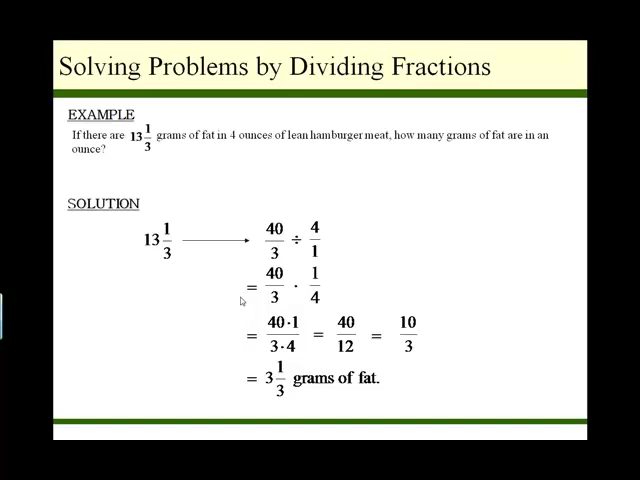 Solving Problems by Dividing Fractions
EXAMPLE
If there are 13 1/3 grams of fat in 4 ounces of lean hamburger meat, how many grams of fat are in an
ounce?
SOLUTION
13 1/3 → 40/3 ÷ 4/1
= 40/3 · 1/4
= 40·1/3·4 = 40/12 = 10/3
= 3 1/3 grams of fat.